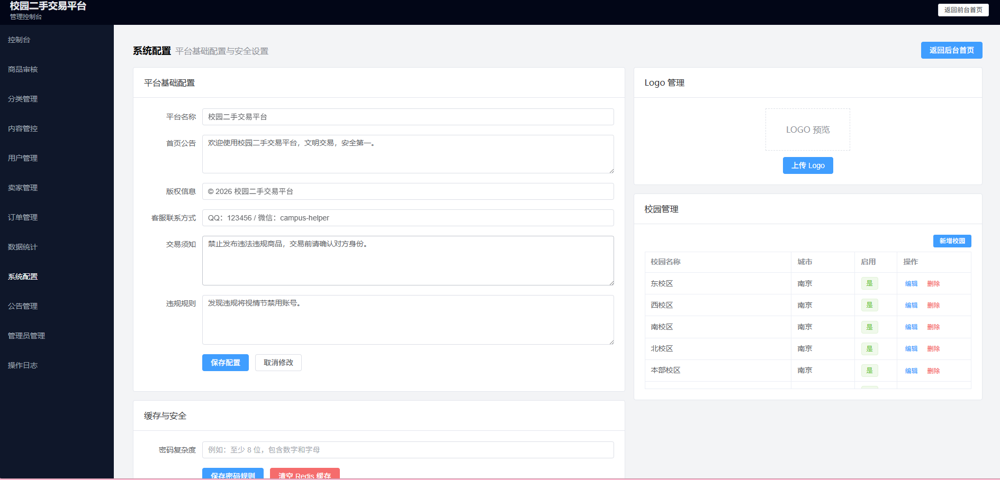 校园二手交易平台
管理控制台
返回前台首页
控制台
商品审核
分类管理
内容管控
用户管理
卖家管理
订单管理
数据统计
系统配置
公告管理
管理员管理
操作日志
系统配置 平台基础配置与安全设置
返回后台首页
平台基础配置
平台名称 校园二手交易平台
首页公告 欢迎使用校园二手交易平台，文明交易，安全第一。
版权信息 © 2026 校园二手交易平台
客服联系方式 QQ：123456 / 微信：campus-helper
交易须知 禁止发布违法违规商品，交易前请确认对方身份。
违规规则 发现违规将视情节禁用账号。
保存配置 取消修改
缓存与安全
密码复杂度 例如：至少 8 位，包含数字和字母
保存密码规则 清空 Redis 缓存
Logo 管理
LOGO 预览
上传 Logo
校园管理
新增校园
校园名称 城市 启用 操作
东校区 南京 是 编辑 删除
西校区 南京 是 编辑 删除
南校区 南京 是 编辑 删除
北校区 南京 是 编辑 删除
本部校区 南京 是 编辑 删除